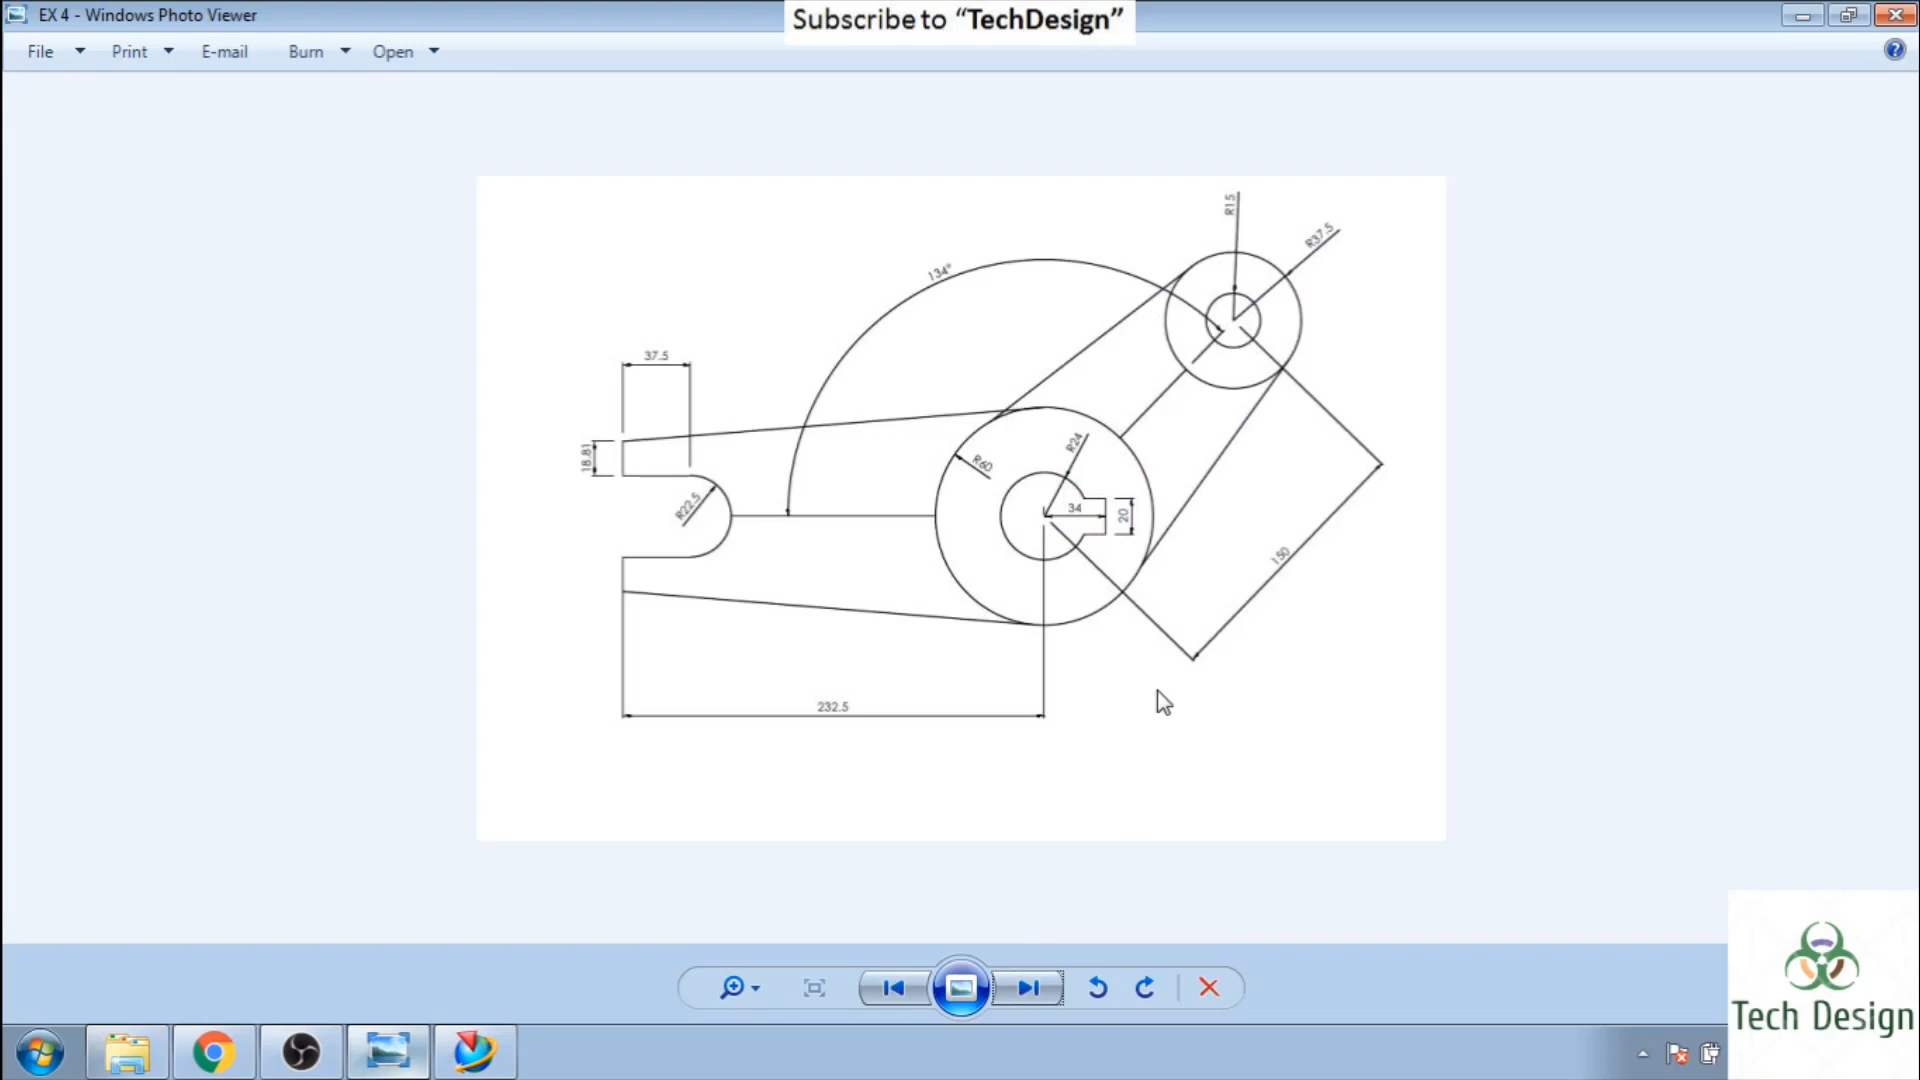 EX 4 - Windows Photo Viewer
Subscribe to “TechDesign”
File Print E-mail Burn Open
R15
R37.5
134°
37.5
18.81
R22.5
R60
R24
34
20
150
232.5
Tech Design